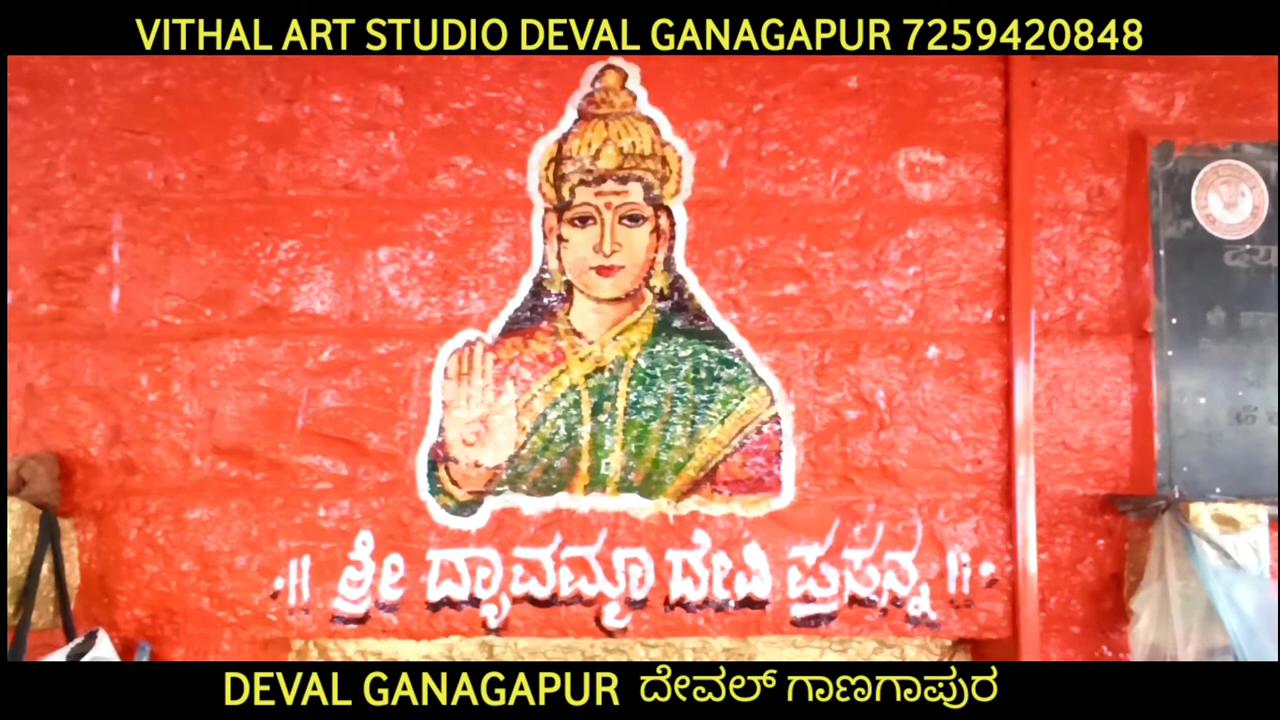 VITHAL ART STUDIO DEVAL GANAGAPUR 7259420848
·|| ಶ್ರೀ ದ್ಯಾವಮ್ಮಾ ದೇವಿ ಪ್ರಸನ್ನ ||·
DEVAL GANAGAPUR ದೇವಲ್ ಗಾಣಗಾಪುರ